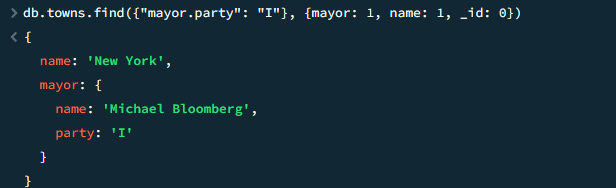 > db.towns.find({"mayor.party": "I"}, {mayor: 1, name: 1, _id: 0})
< {
name: 'New York',
mayor: {
name: 'Michael Bloomberg',
party: 'I'
}
}